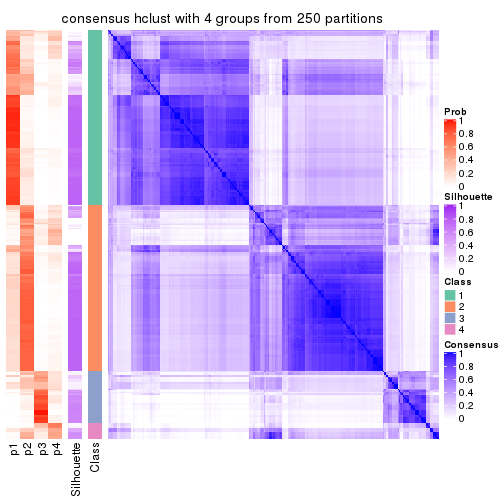 consensus hclust with 4 groups from 250 partitions
Prob
1
0.8
0.6
0.4
0.2
0
Silhouette
1
0.8
0.6
0.4
0.2
0
Class
1
2
3
4
Consensus
1
0.8
0.6
0.4
0.2
0
p1
p2
p3
p4
Silhouette
Class